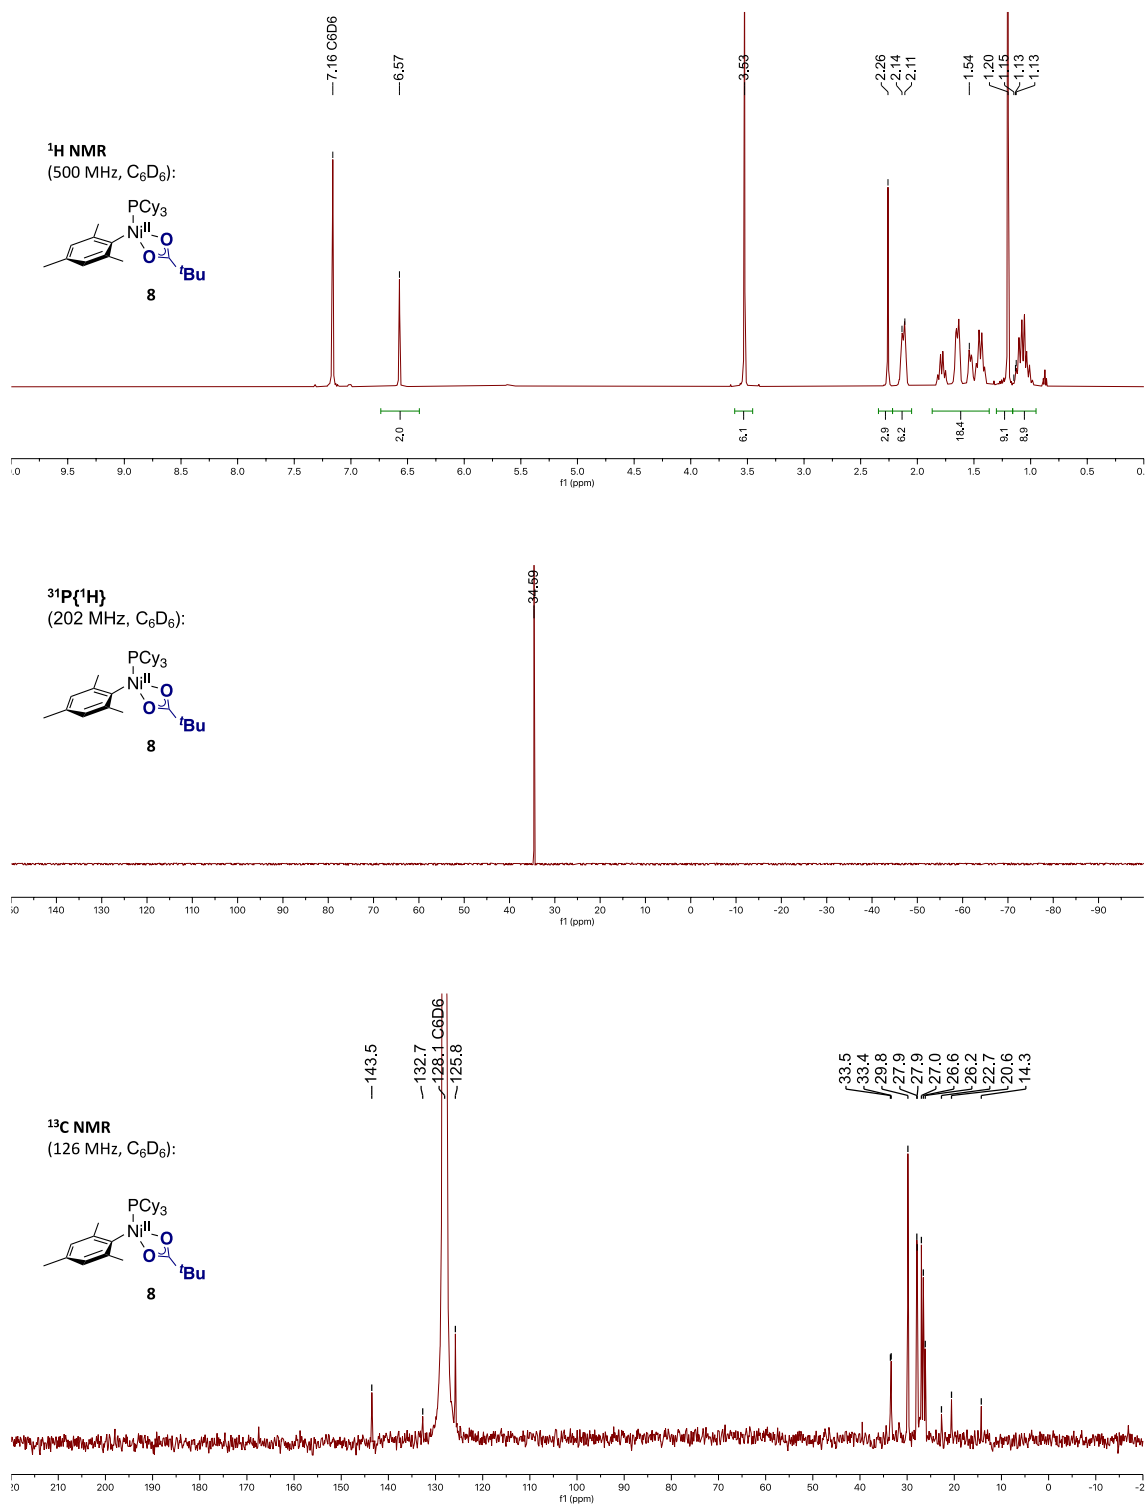 7.16 C6D6
6.57
3.53
2.26
2.14
2.11
1.54
1.20
1.15
1.13
1.13
¹H NMR
(500 MHz, C₆D₆):
PCy₃
Niᴵᴵ
O
O
ᵗBu
8
2.0
6.1
2.9
6.2
18.4
9.1
8.9
.0 9.5 9.0 8.5 8.0 7.5 7.0 6.5 6.0 5.5 5.0 4.5 4.0 3.5 3.0 2.5 2.0 1.5 1.0 0.5 0.
f1 (ppm)
34.59
³¹P{¹H}
(202 MHz, C₆D₆):
PCy₃
Niᴵᴵ
O
O
ᵗBu
8
50 140 130 120 110 100 90 80 70 60 50 40 30 20 10 0 -10 -20 -30 -40 -50 -60 -70 -80 -90
f1 (ppm)
143.5
132.7
128.1 C6D6
125.8
33.5
33.4
29.8
27.9
27.9
27.0
26.6
26.2
22.7
20.6
14.3
¹³C NMR
(126 MHz, C₆D₆):
PCy₃
Niᴵᴵ
O
O
ᵗBu
8
20 210 200 190 180 170 160 150 140 130 120 110 100 90 80 70 60 50 40 30 20 10 0 -10 -2
f1 (ppm)